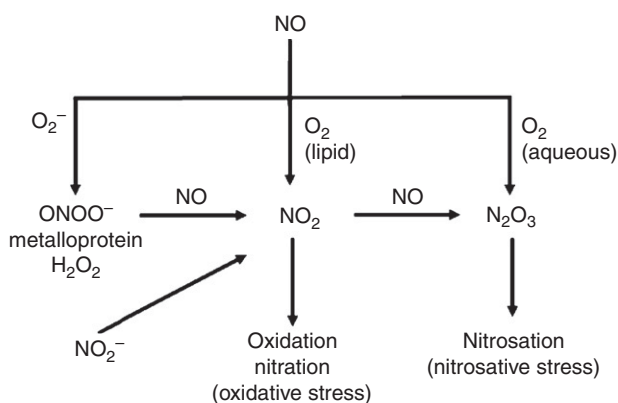 NO
O₂⁻
O₂
(lipid)
O₂
(aqueous)
ONOO⁻
metalloprotein
H₂O₂
NO
NO₂
NO
N₂O₃
NO₂⁻
Oxidation
nitration
(oxidative stress)
Nitrosation
(nitrosative stress)